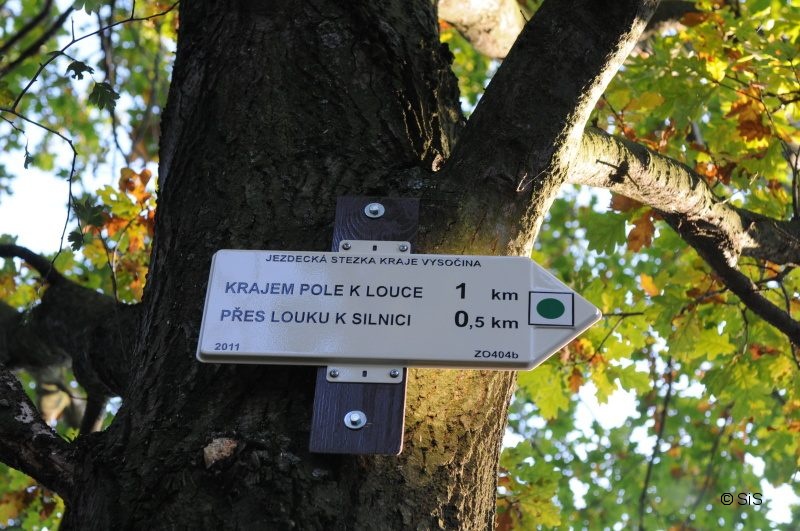 JEZDECKÁ STEZKA KRAJE VYSOČINA
KRAJEM POLE K LOUCE 1 km
PŘES LOUKU K SILNICI 0,5 km
2011 ZO404b
© SiS